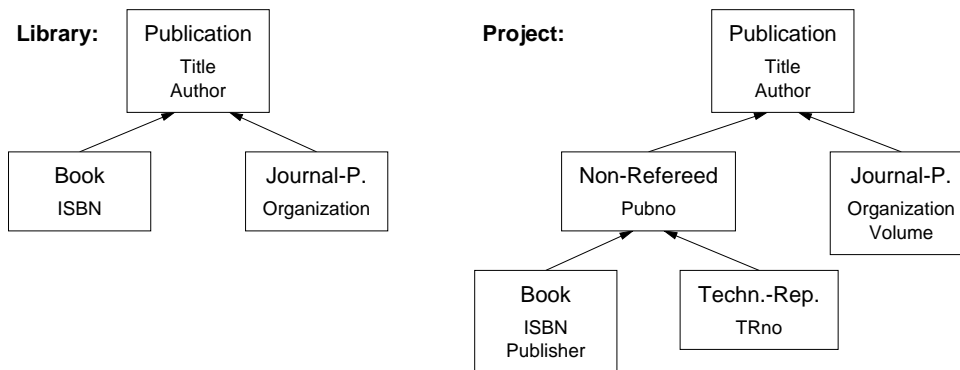 Library:
Publication
Title
Author
Book
ISBN
Journal-P.
Organization
Project:
Publication
Title
Author
Non-Refereed
Pubno
Journal-P.
Organization
Volume
Book
ISBN
Publisher
Techn.-Rep.
TRno